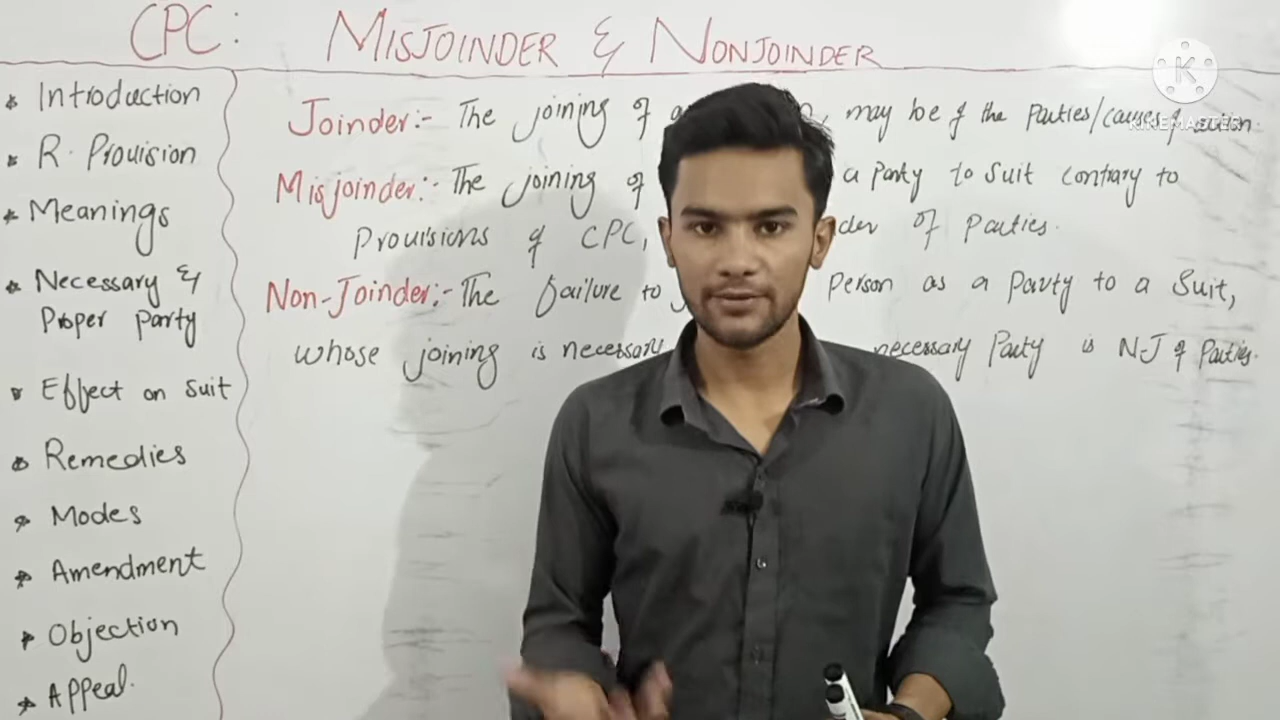 CPC: MISJOINDER & NONJOINDER
* Introduction
* R. Provision
* Meanings
* Necessary &
Proper party
* Effect on suit
* Remedies
* Modes
* Amendment
* Objection
* Appeal.
Joinder:- The joining of may be of the Parties/causes of action.
Misjoinder:- The joining of a Party to Suit contrary to
Provisions of CPC, of Parties.
Non-Joinder:- The failure to Person as a Party to a Suit,
whose joining is necessary necessary Party is NJ of Parties.
K
KINEMASTER